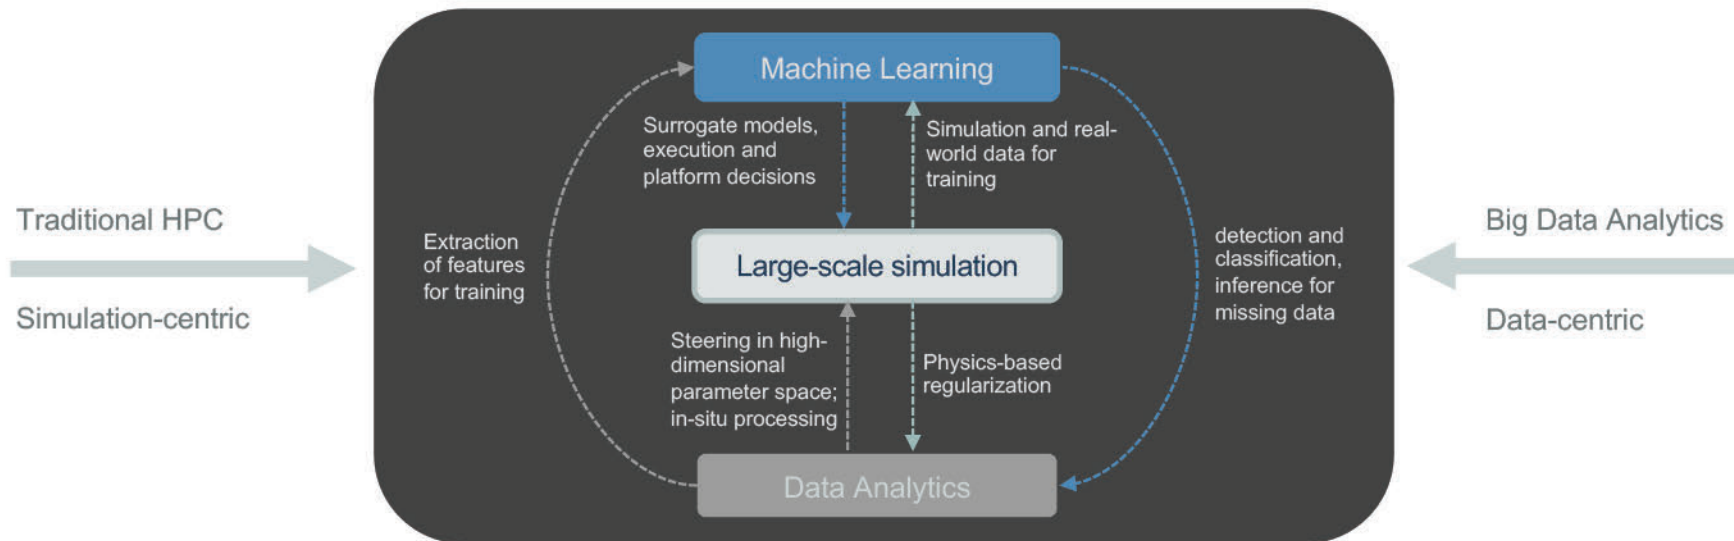 Machine Learning
Surrogate models,
execution and
platform decisions
Simulation and real-
world data for
training
Traditional HPC
Simulation-centric
Extraction
of features
for training
Large-scale simulation
detection and
classification,
inference for
missing data
Big Data Analytics
Data-centric
Steering in high-
dimensional
parameter space;
in-situ processing
Physics-based
regularization
Data Analytics